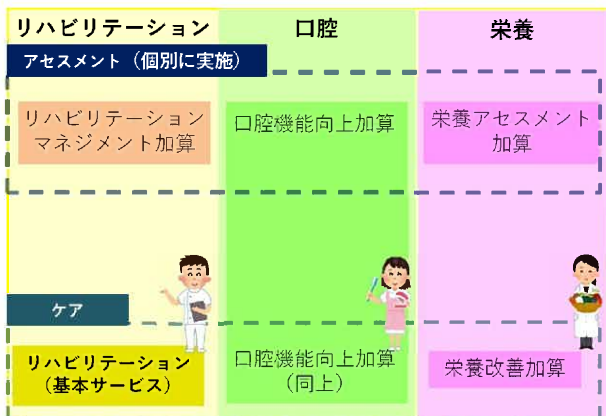 リハビリテーション
口腔
栄養
アセスメント（個別に実施）
リハビリテーション
マネジメント加算
口腔機能向上加算
栄養アセスメント
加算
ケア
リハビリテーション
（基本サービス）
口腔機能向上加算
（同上）
栄養改善加算